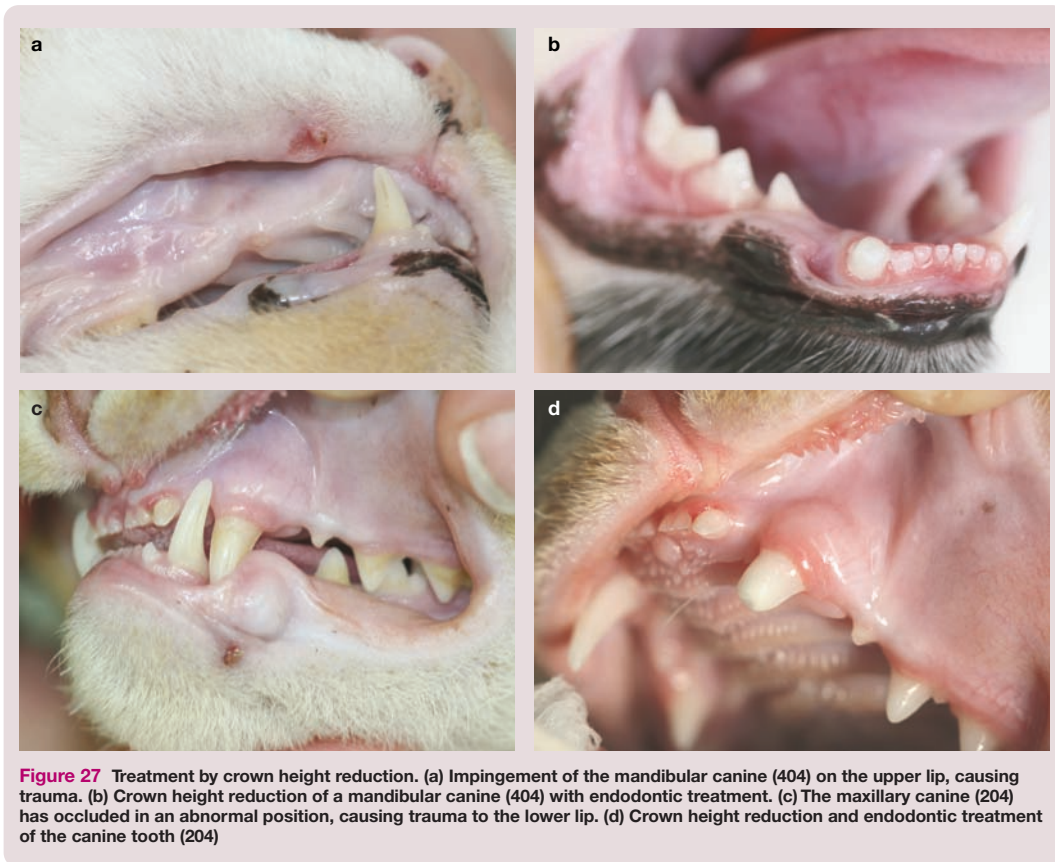 a
b
c
d
Figure 27 Treatment by crown height reduction. (a) Impingement of the mandibular canine (404) on the upper lip, causing
trauma. (b) Crown height reduction of a mandibular canine (404) with endodontic treatment. (c) The maxillary canine (204)
has occluded in an abnormal position, causing trauma to the lower lip. (d) Crown height reduction and endodontic treatment
of the canine tooth (204)